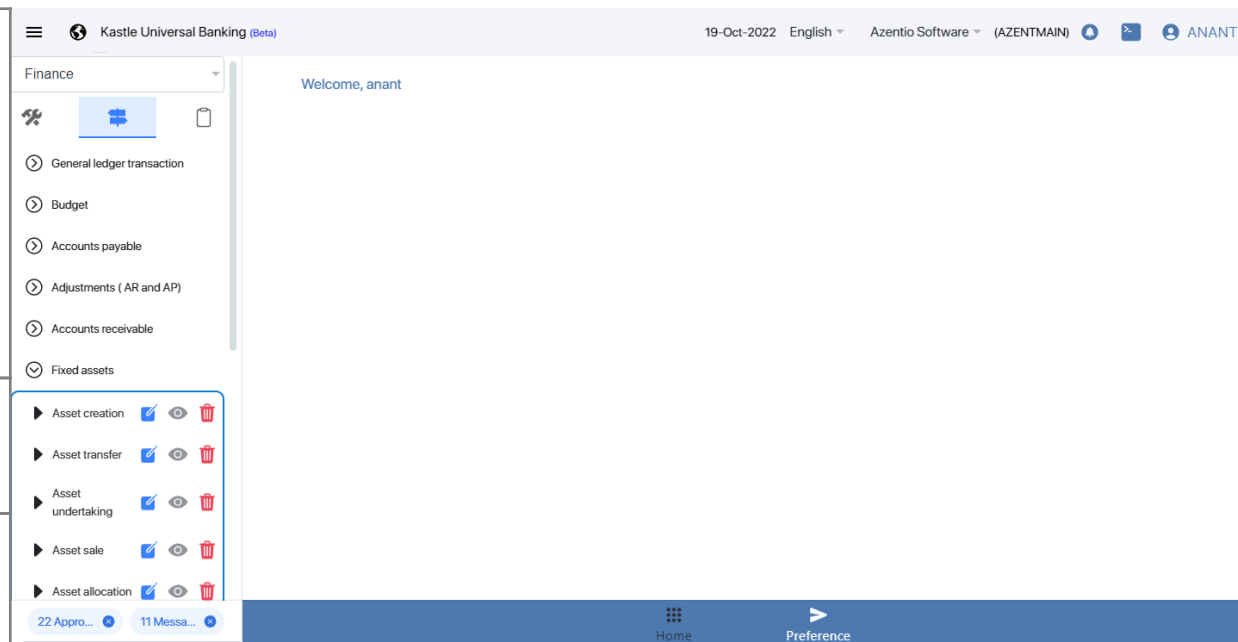 Kastle Universal Banking (Beta)
19-Oct-2022 English Azentio Software (AZENTMAIN) ANANT
Finance
Welcome, anant
General ledger transaction
Budget
Accounts payable
Adjustments ( AR and AP)
Accounts receivable
Fixed assets
Asset creation
Asset transfer
Asset
undertaking
Asset sale
Asset allocation
22 Appro... 11 Messa...
Home Preference